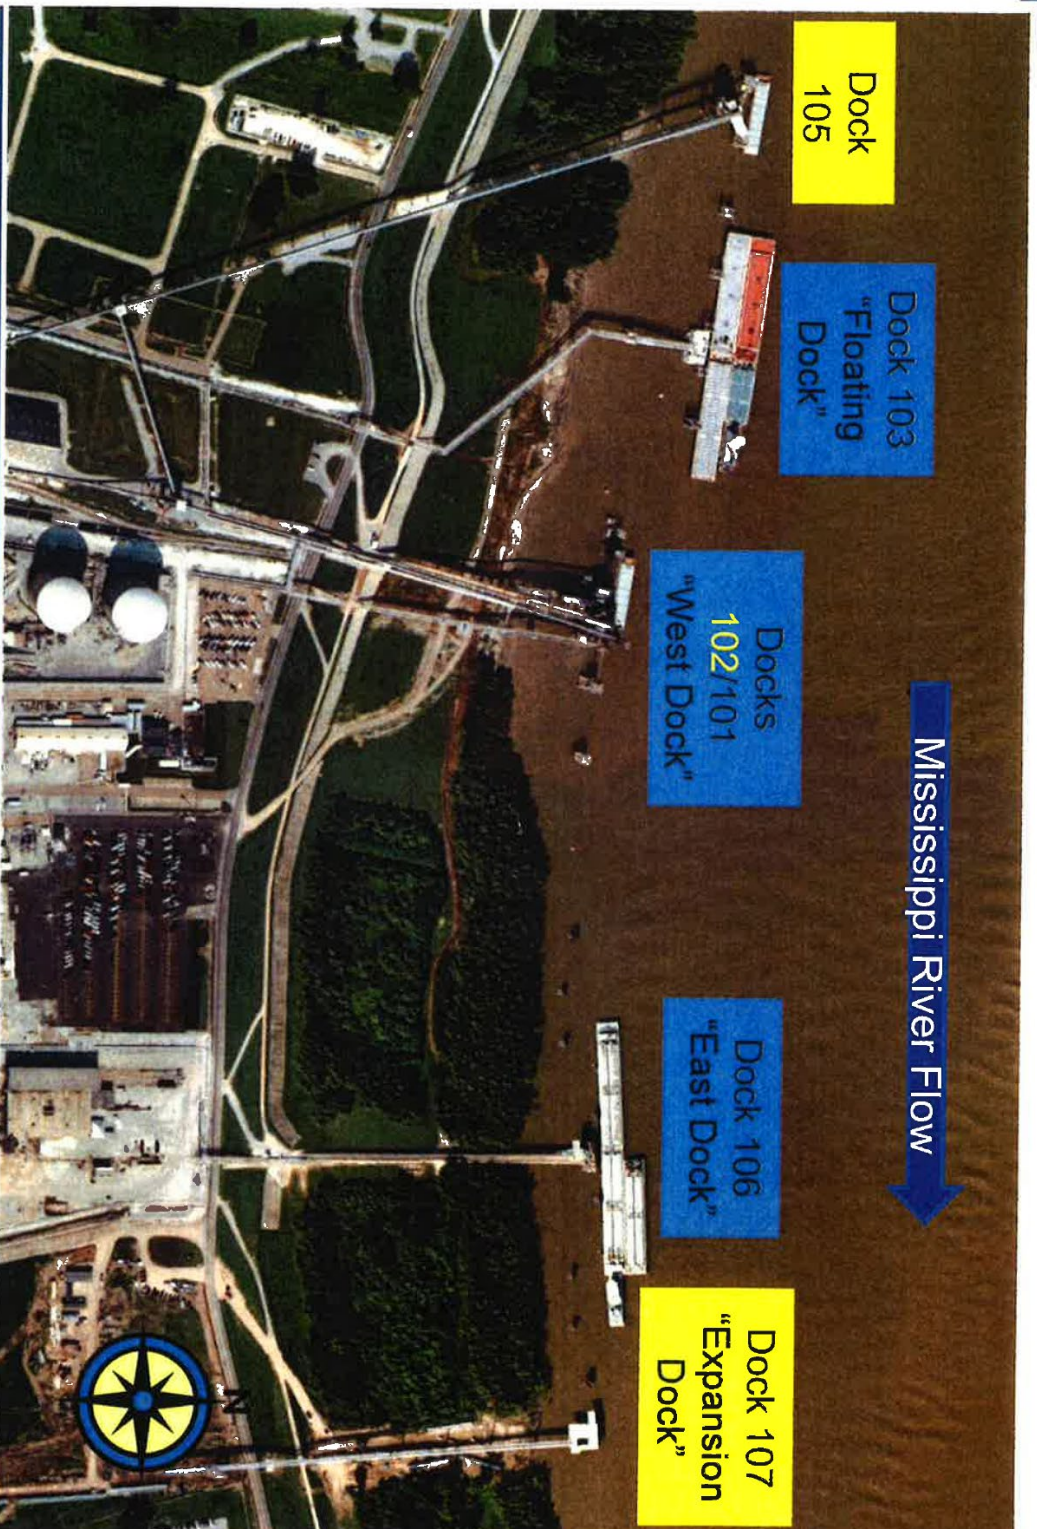 Mississippi River Flow
Dock
105
Dock 103
"Floating
Dock"
Docks
102/101
"West Dock"
Dock 106
"East Dock"
Dock 107
"Expansion
Dock"
N